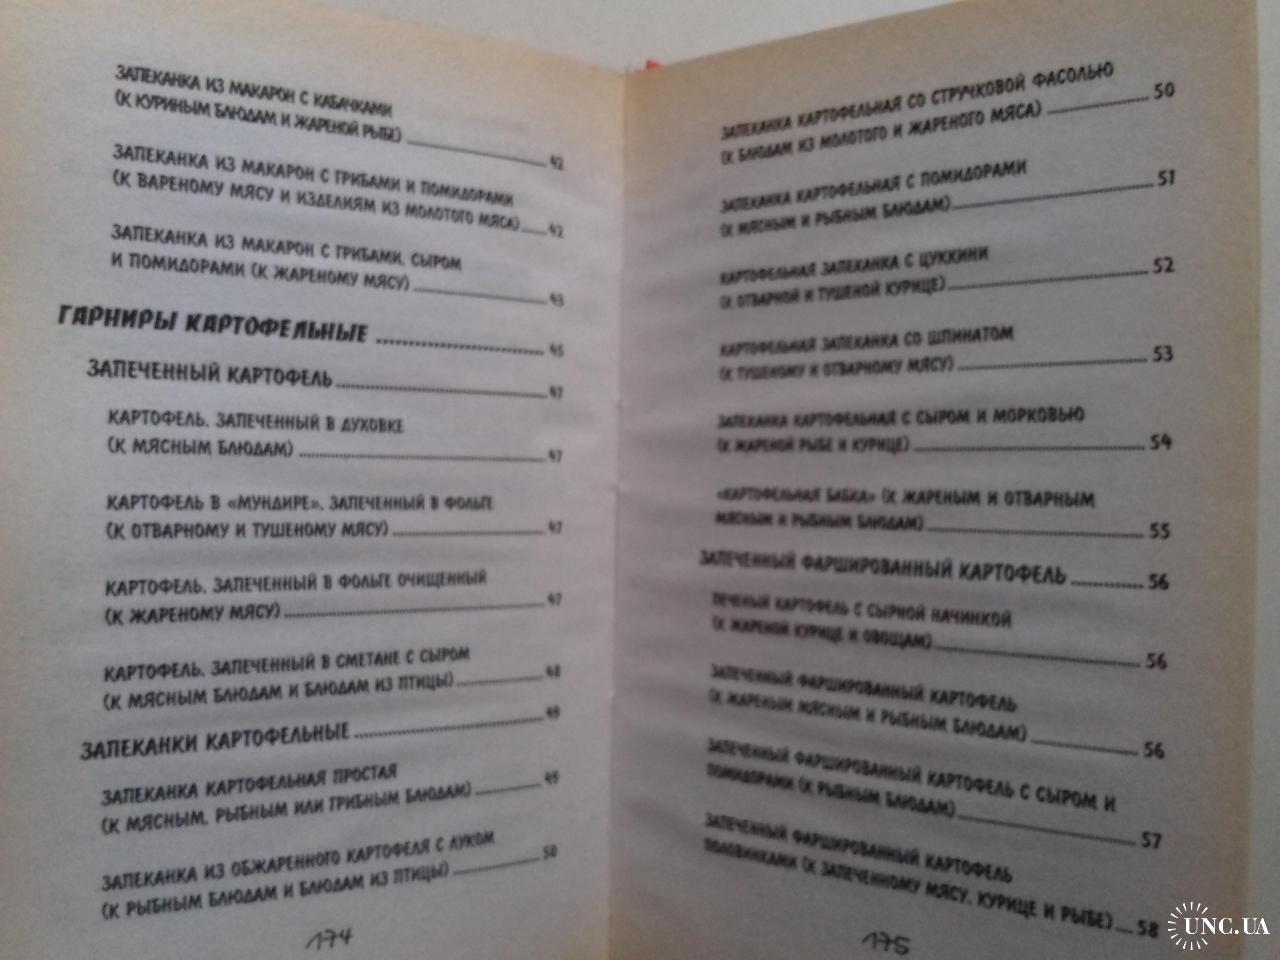 ЗАПЕКАНКА ИЗ МАКАРОН С КАБАЧКАМИ
(К КУРИНЫМ БЛЮДАМ И ЖАРЕНОЙ РЫБЕ) 42
ЗАПЕКАНКА ИЗ МАКАРОН С ГРИБАМИ И ПОМИДОРАМИ
(К ВАРЕНОМУ МЯСУ И ИЗДЕЛИЯМ ИЗ МОЛОТОГО МЯСА) 42
ЗАПЕКАНКА ИЗ МАКАРОН С ГРИБАМИ, СЫРОМ
И ПОМИДОРАМИ (К ЖАРЕНОМУ МЯСУ) 43
ГАРНИРЫ КАРТОФЕЛЬНЫЕ 45
ЗАПЕЧЕННЫЙ КАРТОФЕЛЬ 47
КАРТОФЕЛЬ, ЗАПЕЧЕННЫЙ В ДУХОВКЕ
(К МЯСНЫМ БЛЮДАМ) 47
КАРТОФЕЛЬ В «МУНДИРЕ», ЗАПЕЧЕННЫЙ В ФОЛЬГЕ
(К ОТВАРНОМУ И ТУШЕНОМУ МЯСУ) 47
КАРТОФЕЛЬ, ЗАПЕЧЕННЫЙ В ФОЛЬГЕ ОЧИЩЕННЫЙ
(К ЖАРЕНОМУ МЯСУ) 47
КАРТОФЕЛЬ, ЗАПЕЧЕННЫЙ В СМЕТАНЕ С СЫРОМ
(К МЯСНЫМ БЛЮДАМ И БЛЮДАМ ИЗ ПТИЦЫ) 48
ЗАПЕКАНКИ КАРТОФЕЛЬНЫЕ 49
ЗАПЕКАНКА КАРТОФЕЛЬНАЯ ПРОСТАЯ
(К МЯСНЫМ, РЫБНЫМ ИЛИ ГРИБНЫМ БЛЮДАМ) 49
ЗАПЕКАНКА ИЗ ОБЖАРЕННОГО КАРТОФЕЛЯ С ЛУКОМ
(К РЫБНЫМ БЛЮДАМ И БЛЮДАМ ИЗ ПТИЦЫ) 50
174
ЗАПЕКАНКА КАРТОФЕЛЬНАЯ СО СТРУЧКОВОЙ ФАСОЛЬЮ
(К БЛЮДАМ ИЗ МОЛОТОГО И ЖАРЕНОГО МЯСА) 50
ЗАПЕКАНКА КАРТОФЕЛЬНАЯ С ПОМИДОРАМИ
(К МЯСНЫМ И РЫБНЫМ БЛЮДАМ) 51
КАРТОФЕЛЬНАЯ ЗАПЕКАНКА С ЦУККИНИ
(К ОТВАРНОЙ И ТУШЕНОЙ КУРИЦЕ) 52
КАРТОФЕЛЬНАЯ ЗАПЕКАНКА СО ШПИНАТОМ
(К ТУШЕНОМУ И ОТВАРНОМУ МЯСУ) 53
ЗАПЕКАНКА КАРТОФЕЛЬНАЯ С СЫРОМ И МОРКОВЬЮ
(К ЖАРЕНОЙ РЫБЕ И КУРИЦЕ) 54
«КАРТОФЕЛЬНАЯ БАБКА» (К ЖАРЕНЫМ И ОТВАРНЫМ
МЯСНЫМ И РЫБНЫМ БЛЮДАМ) 55
ЗАПЕЧЕННЫЙ ФАРШИРОВАННЫЙ КАРТОФЕЛЬ 56
ПЕЧЕНЫЙ КАРТОФЕЛЬ С СЫРНОЙ НАЧИНКОЙ
(К ЖАРЕНОЙ КУРИЦЕ И ОВОЩАМ) 56
ЗАПЕЧЕННЫЙ ФАРШИРОВАННЫЙ КАРТОФЕЛЬ
(К ЖАРЕНЫМ МЯСНЫМ И РЫБНЫМ БЛЮДАМ) 56
ЗАПЕЧЕННЫЙ ФАРШИРОВАННЫЙ КАРТОФЕЛЬ С СЫРОМ И
ПОМИДОРАМИ (К РЫБНЫМ БЛЮДАМ) 57
ЗАПЕЧЕННЫЙ ФАРШИРОВАННЫЙ КАРТОФЕЛЬ
ПОЛОВИНКАМИ (К ЗАПЕЧЕННОМУ МЯСУ, КУРИЦЕ И РЫБЕ) 58
175
UNC.UA